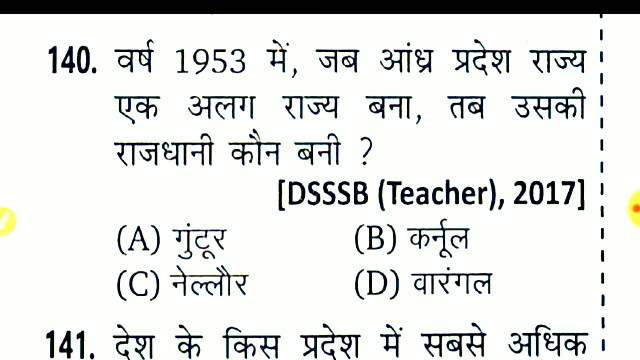 140. वर्ष 1953 में, जब आंध्र प्रदेश राज्य
एक अलग राज्य बना, तब उसकी
राजधानी कौन बनी ?
[DSSSB (Teacher), 2017]
(A) गुंटूर (B) कर्नूल
(C) नेल्लौर (D) वारंगल
141. देश के किस प्रदेश में सबसे अधिक